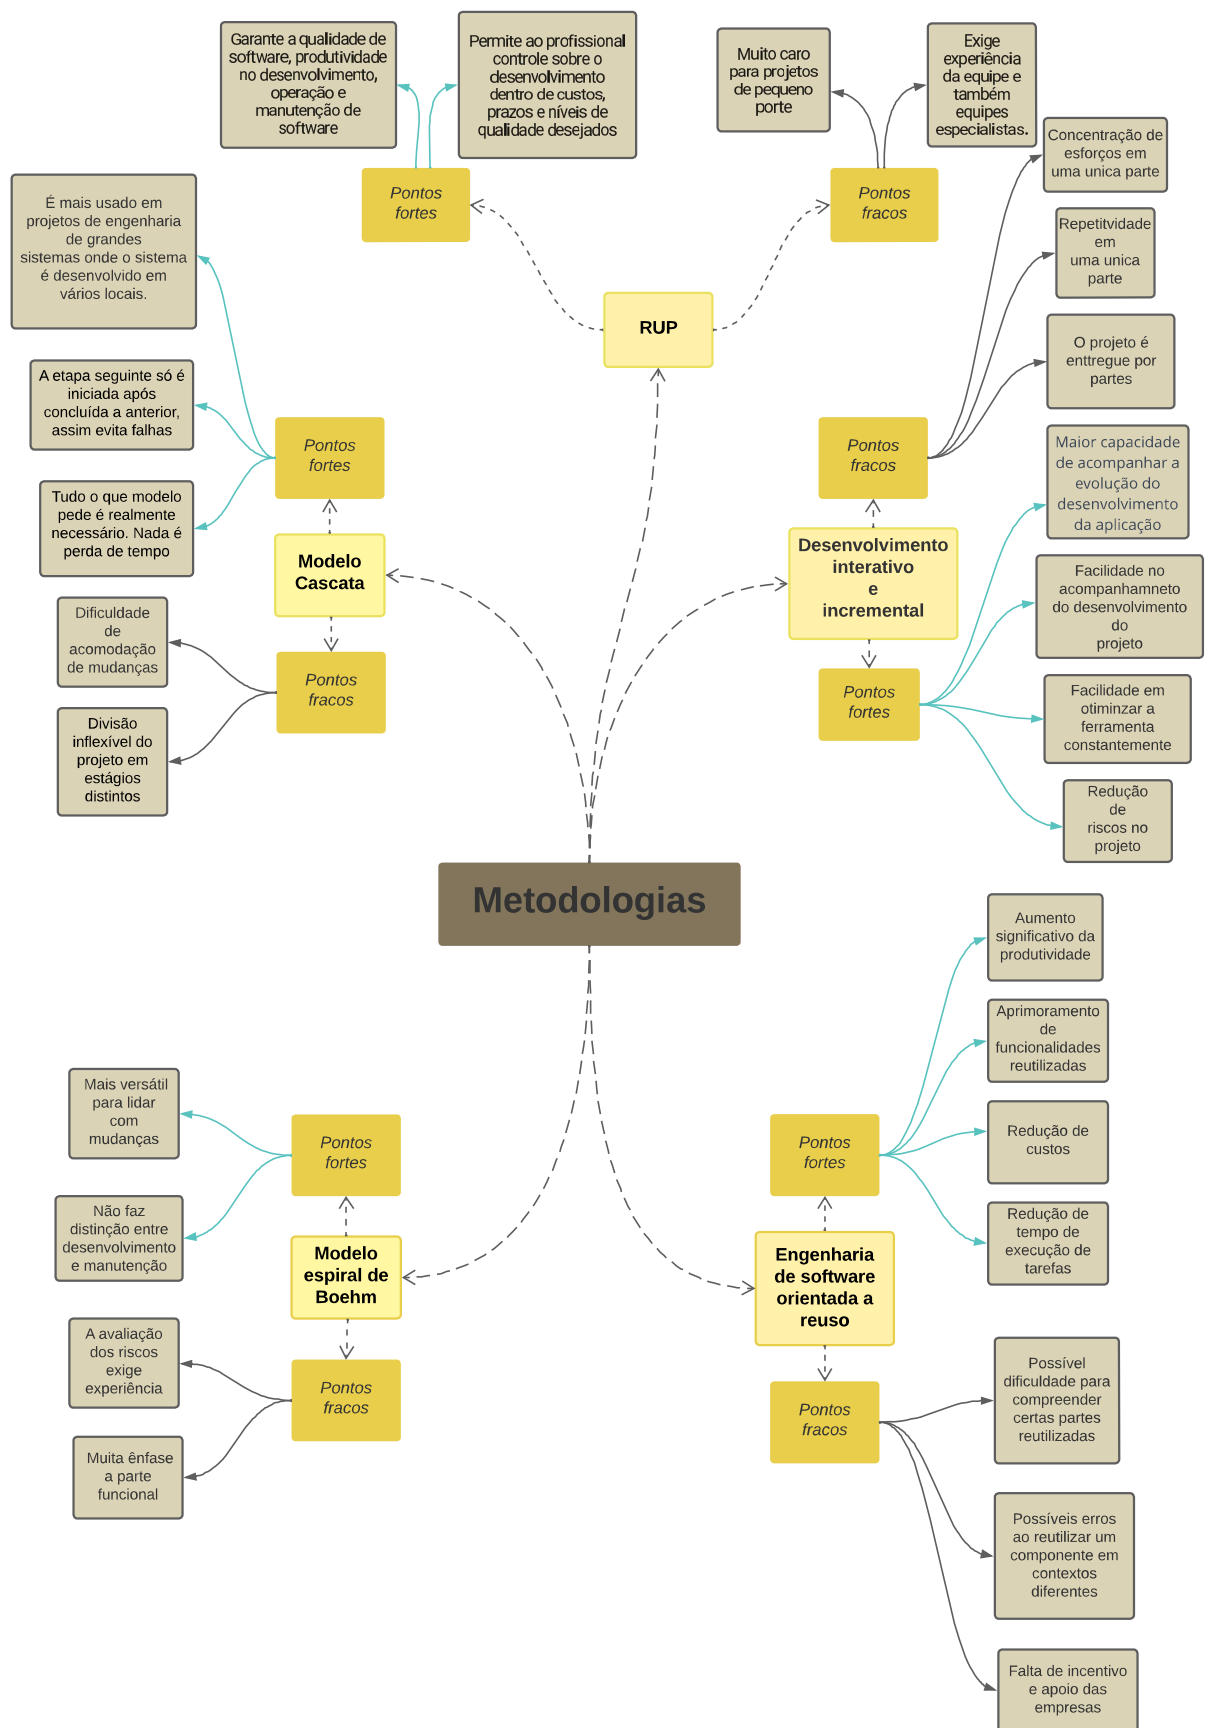 Garante a qualidade de
software, produtividade
no desenvolvimento,
operação e
manutenção de
software
Permite ao profissional
controle sobre o
desenvolvimento
dentro de custos,
prazos e níveis de
qualidade desejados
Muito caro
para projetos
de pequeno
porte
Exige
experiência
da equipe e
também
equipes
especialistas.
Pontos
fortes
Pontos
fracos
RUP
Concentração de
esforços em
uma unica parte
Repetitvidade
em
uma unica
parte
O projeto é
enttregue por
partes
Pontos
fracos
Desenvolvimento
interativo
e
incremental
Pontos
fortes
Maior capacidade
de acompanhar a
evolução do
desenvolvimento
da aplicação
Facilidade no
acompanhamneto
do desenvolvimento
do
projeto
Facilidade em
otiminzar a
ferramenta
constantemente
Redução
de
riscos no
projeto
É mais usado em
projetos de engenharia
de grandes
sistemas onde o sistema
é desenvolvido em
vários locais.
A etapa seguinte só é
iniciada após
concluída a anterior,
assim evita falhas
Tudo o que modelo
pede é realmente
necessário. Nada é
perda de tempo
Pontos
fortes
Modelo
Cascata
Pontos
fracos
Dificuldade
de
acomodação
de mudanças
Divisão
inflexível do
projeto em
estágios
distintos
Metodologias
Mais versátil
para lidar
com
mudanças
Não faz
distinção entre
desenvolvimento
e manutenção
Pontos
fortes
Modelo
espiral de
Boehm
Pontos
fracos
A avaliação
dos riscos
exige
experiência
Muita ênfase
a parte
funcional
Aumento
significativo da
produtividade
Aprimoramento
de
funcionalidades
reutilizadas
Redução de
custos
Redução de
tempo de
execução de
tarefas
Pontos
fortes
Engenharia
de software
orientada a
reuso
Pontos
fracos
Possível
dificuldade para
compreender
certas partes
reutilizadas
Possíveis erros
ao reutilizar um
componente em
contextos
diferentes
Falta de incentivo
e apoio das
empresas